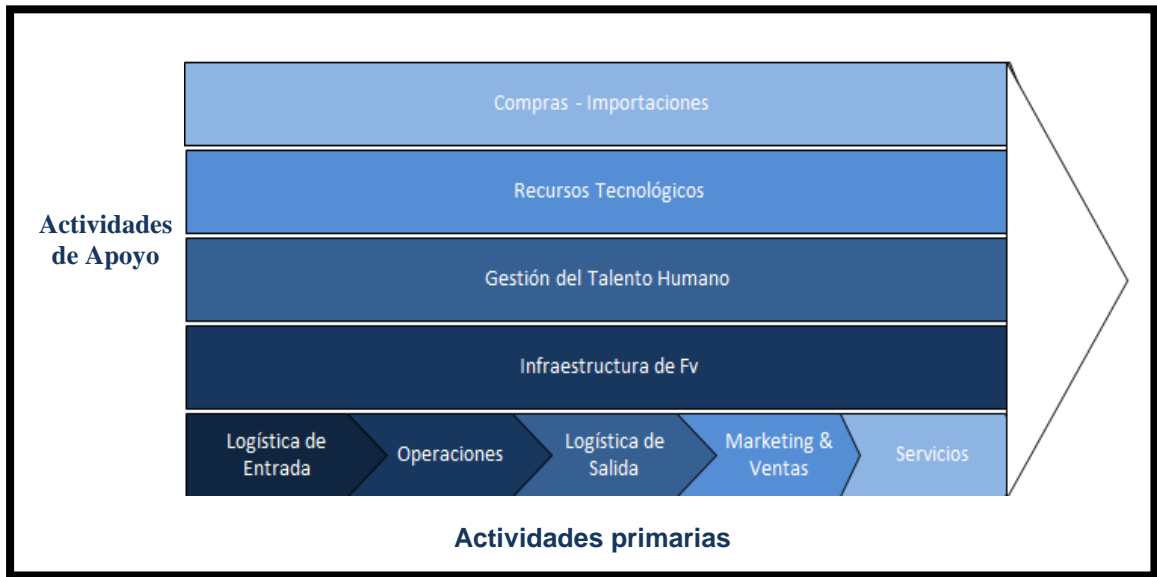 Compras - Importaciones
Recursos Tecnológicos
Actividades
de Apoyo
Gestión del Talento Humano
Infraestructura de Fv
Logística de
Entrada
Operaciones
Logística de
Salida
Marketing &
Ventas
Servicios
Actividades primarias